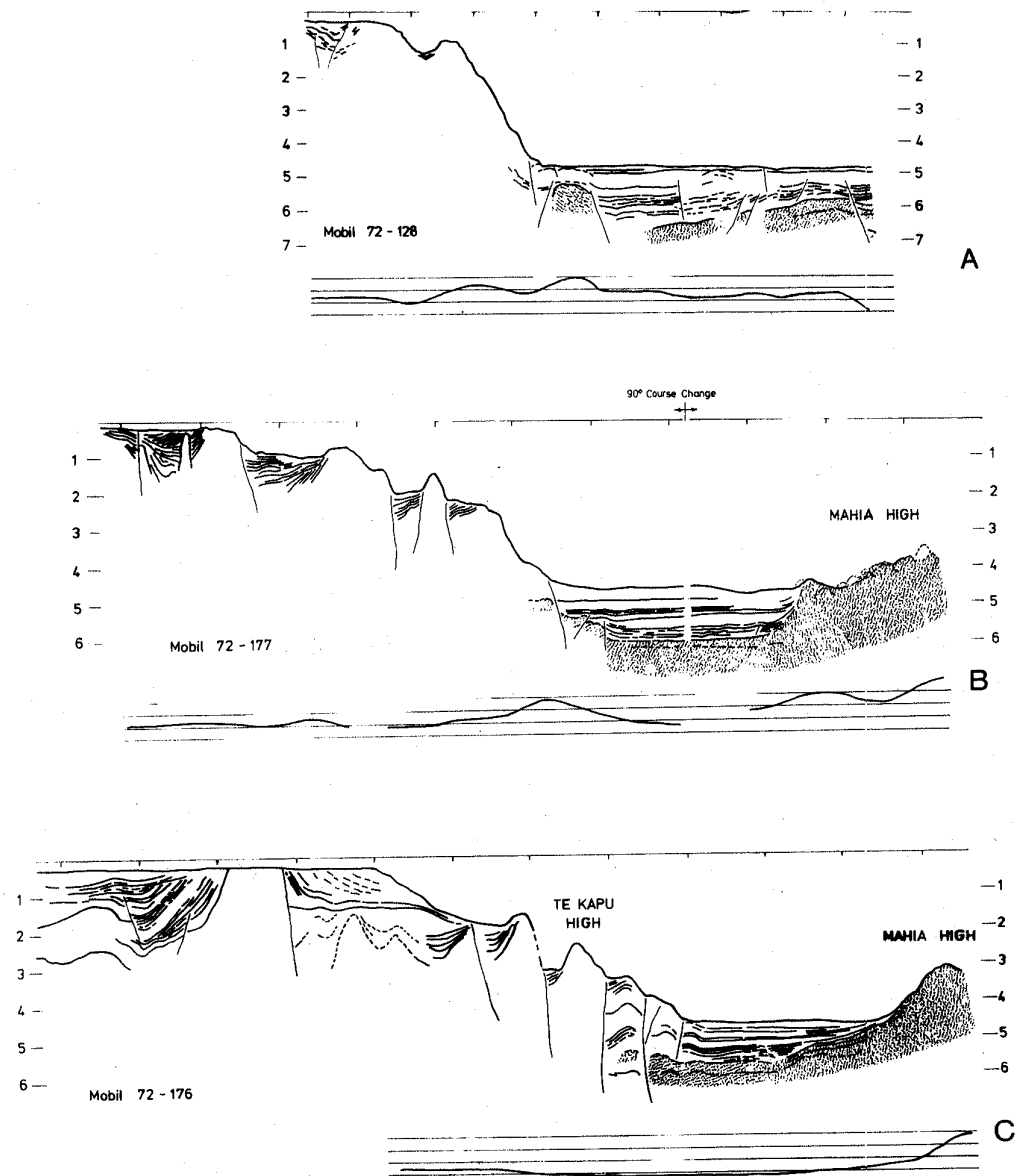 1 — — 1
2 — — 2
3 — — 3
4 — — 4
5 — — 5
6 — — 6
7 — — 7
Mobil 72 - 128
A
90° Course Change
1 — — 1
2 — — 2
3 — — 3
MAHIA HIGH
4 — — 4
5 — — 5
6 — — 6
Mobil 72 - 177
B
1 — — 1
TE KAPU
HIGH
2 — — 2
MAHIA HIGH
3 — — 3
4 — — 4
5 — — 5
6 — — 6
Mobil 72 - 176
C